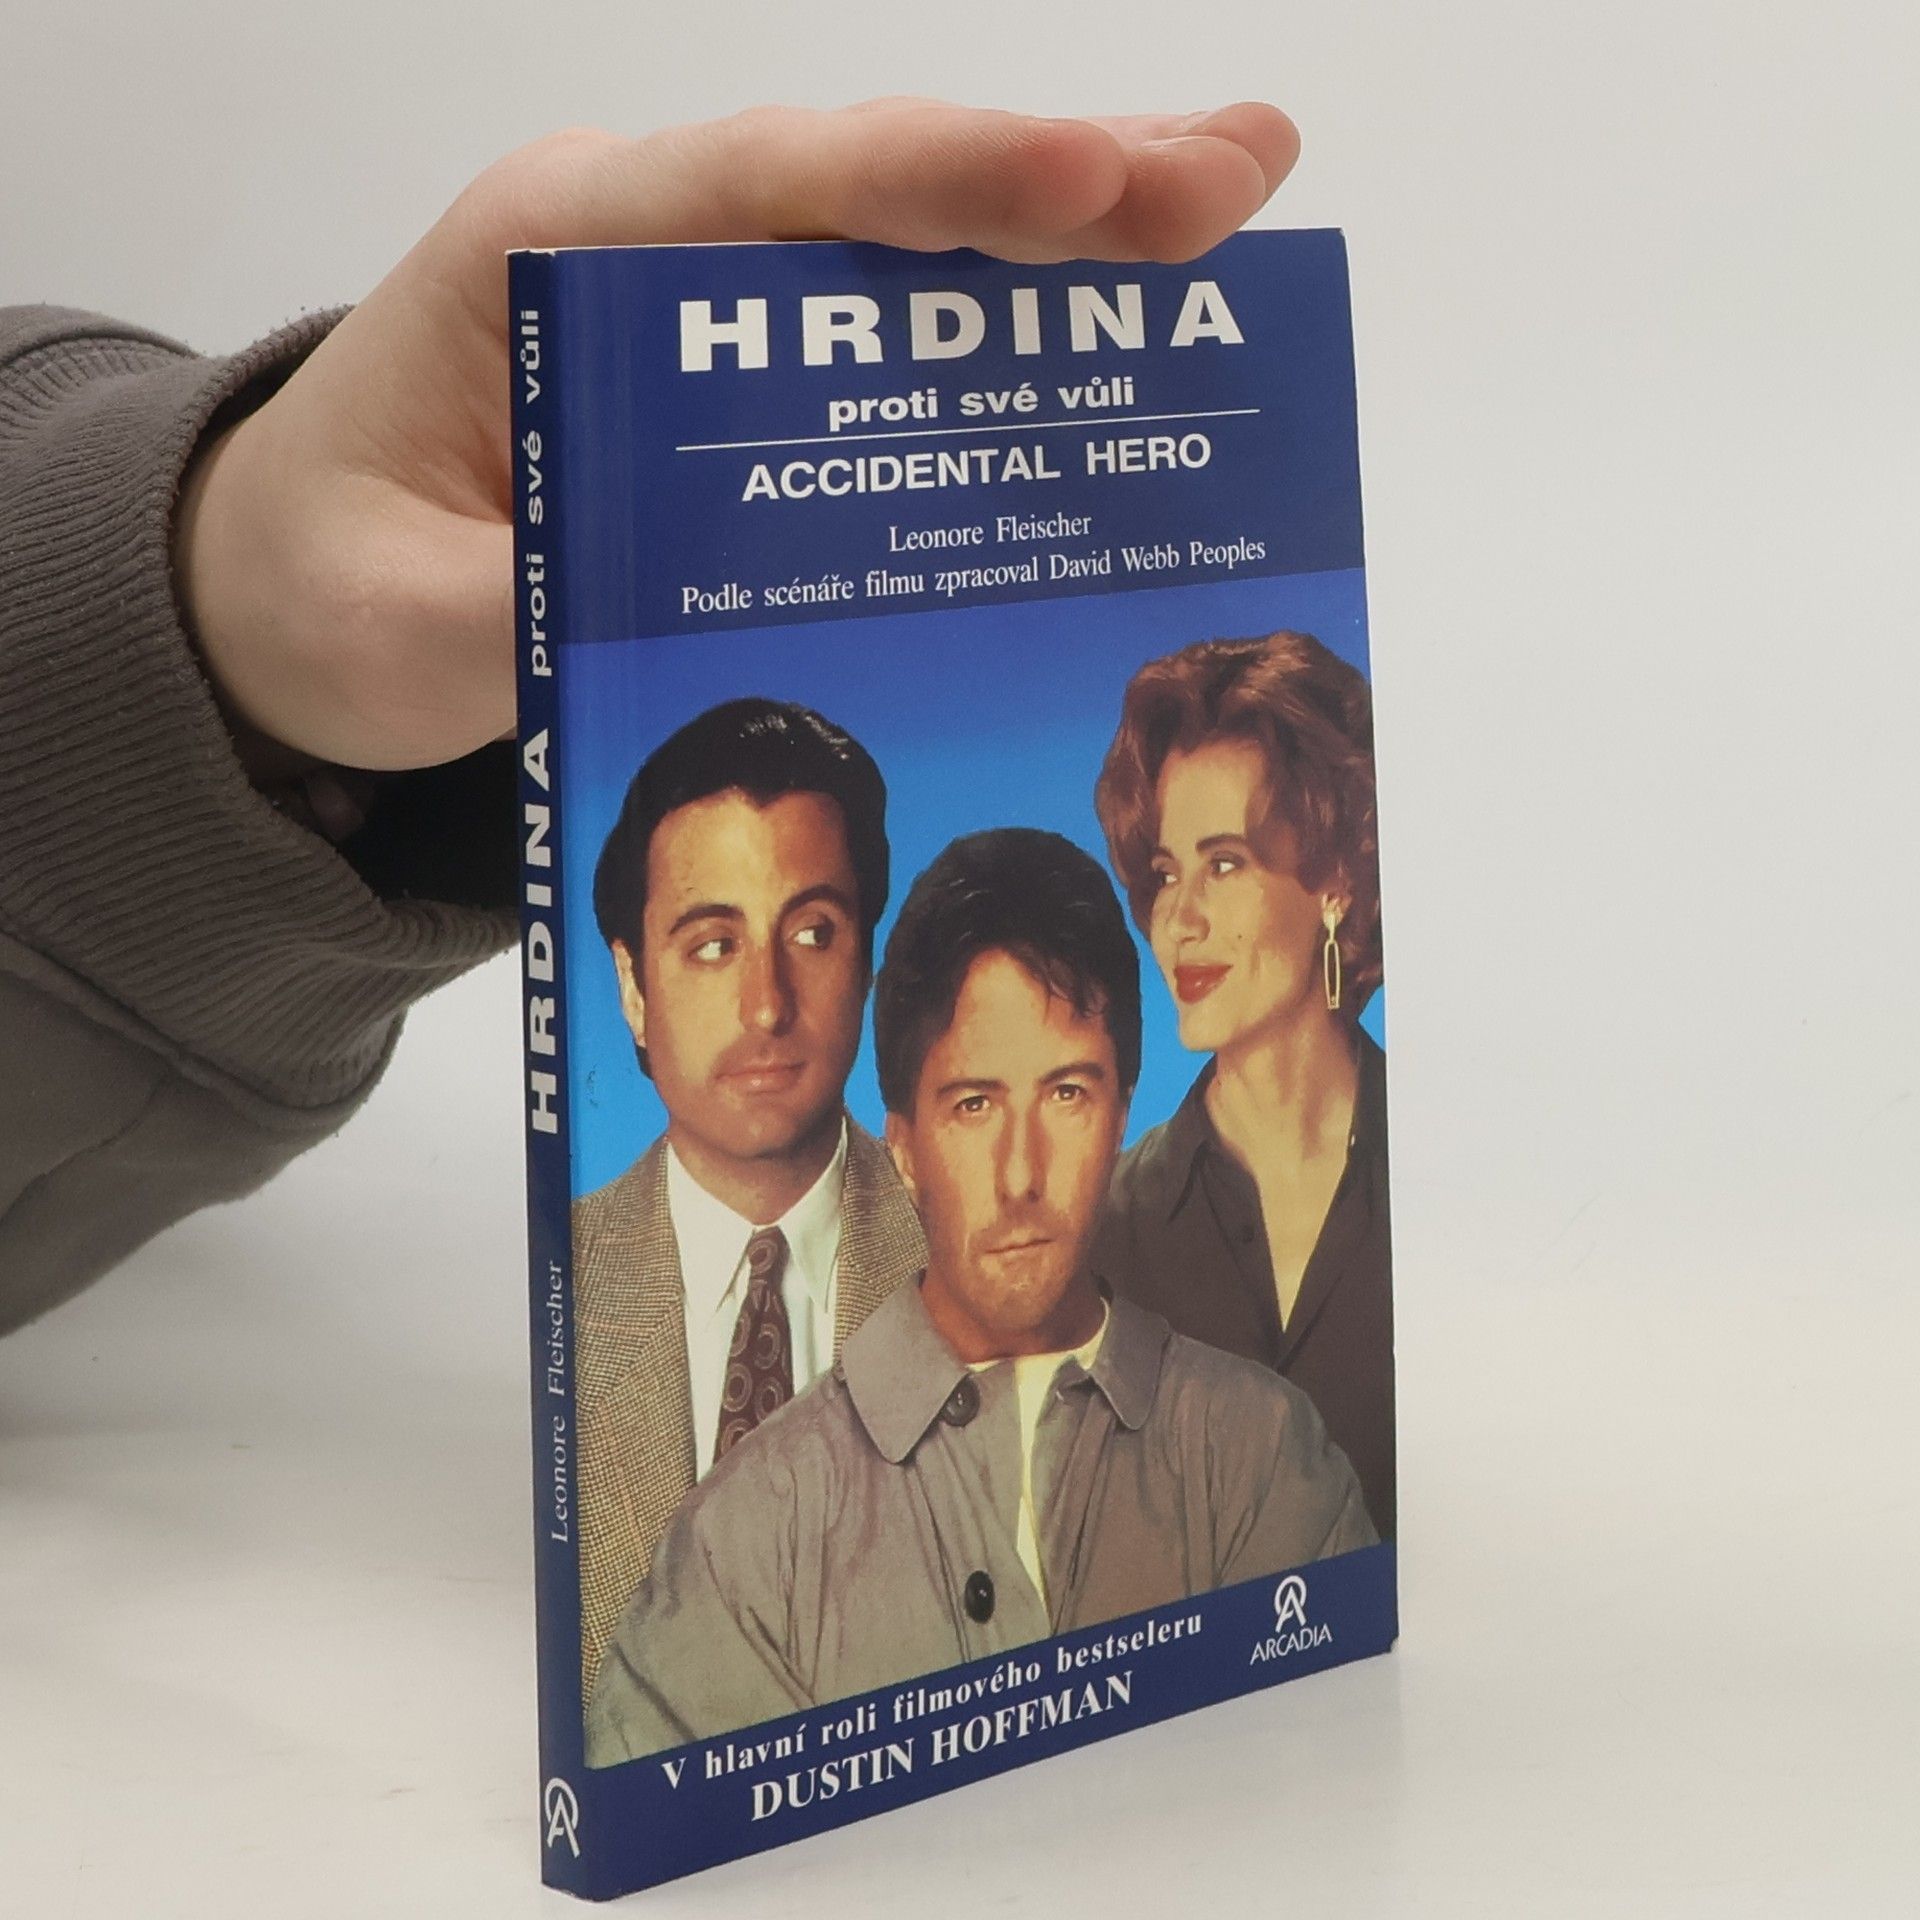 HRDINA
proti své vůli
ACCIDENTAL HERO
Leonore Fleischer
Podle scénáře filmu zpracoval David Webb Peoples
V hlavní roli filmového bestseleru
DUSTIN HOFFMAN
ARCADIA
Leonore Fleischer HRDINA proti své vůli